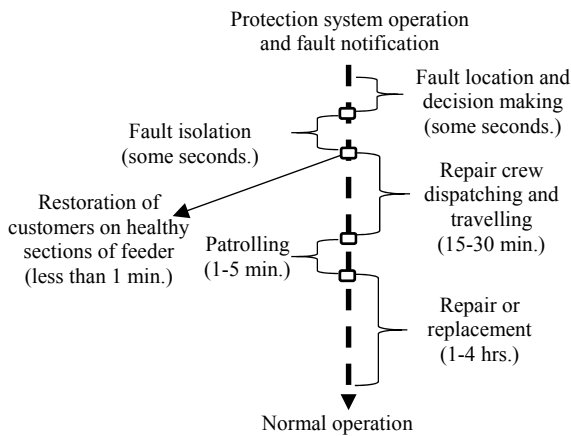 Protection system operation
and fault notification
Fault location and
decision making
(some seconds.)
Fault isolation
(some seconds.)
Restoration of
customers on healthy
sections of feeder
(less than 1 min.)
Repair crew
dispatching and
travelling
(15-30 min.)
Patrolling
(1-5 min.)
Repair or
replacement
(1-4 hrs.)
Normal operation